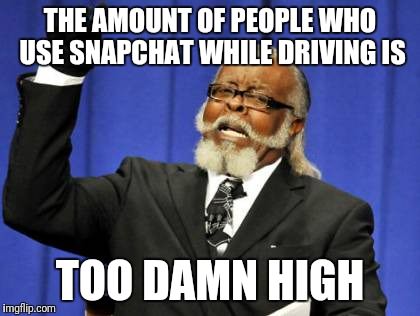 THE AMOUNT OF PEOPLE WHO
USE SNAPCHAT WHILE DRIVING IS
TOO DAMN HIGH
imgflip.com